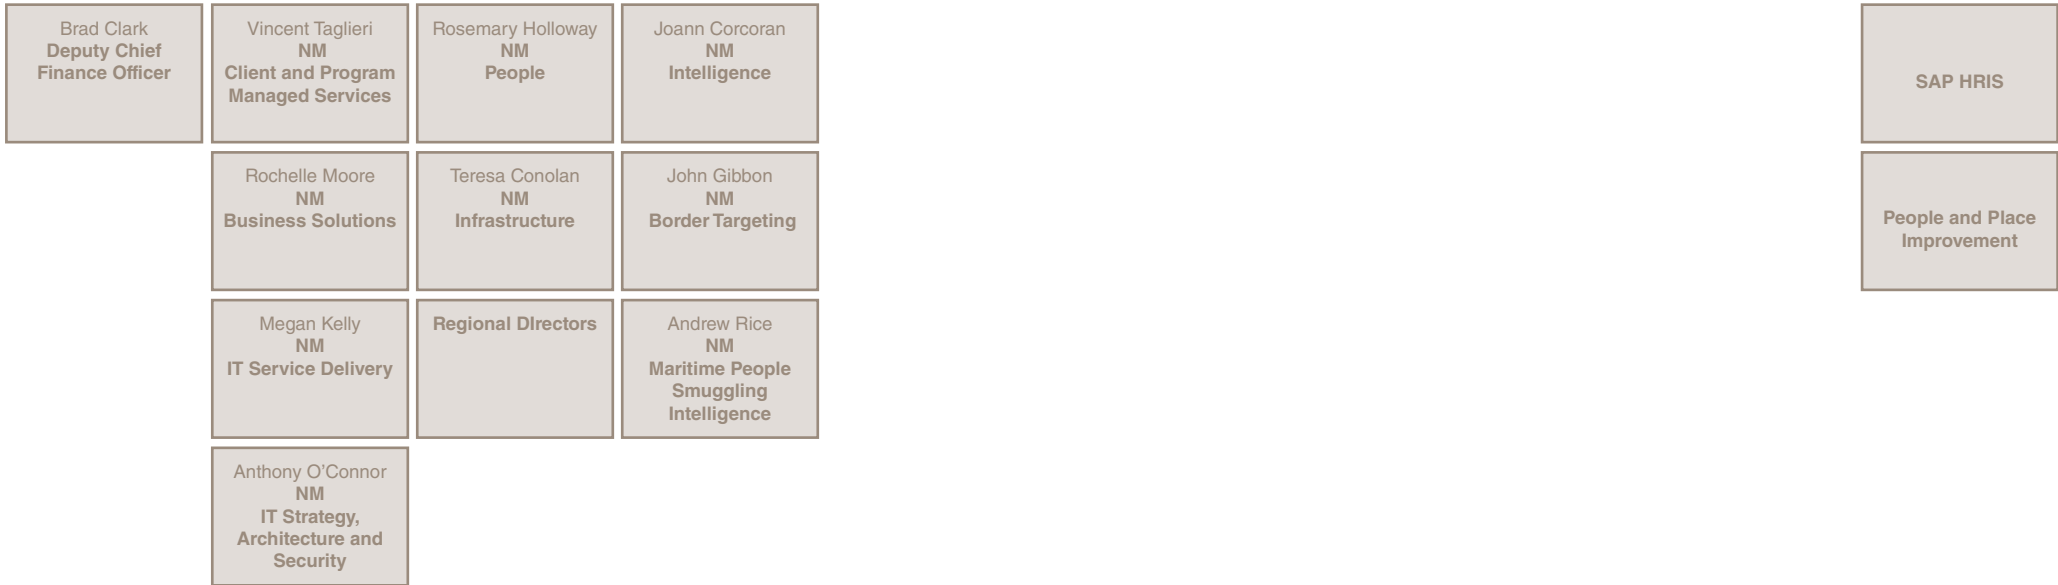 Brad Clark
Deputy Chief
Finance Officer
Vincent Taglieri
NM
Client and Program
Managed Services
Rosemary Holloway
NM
People
Joann Corcoran
NM
Intelligence
SAP HRIS
Rochelle Moore
NM
Business Solutions
Teresa Conolan
NM
Infrastructure
John Gibbon
NM
Border Targeting
People and Place
Improvement
Megan Kelly
NM
IT Service Delivery
Regional DIrectors
Andrew Rice
NM
Maritime People
Smuggling
Intelligence
Anthony O’Connor
NM
IT Strategy,
Architecture and
Security